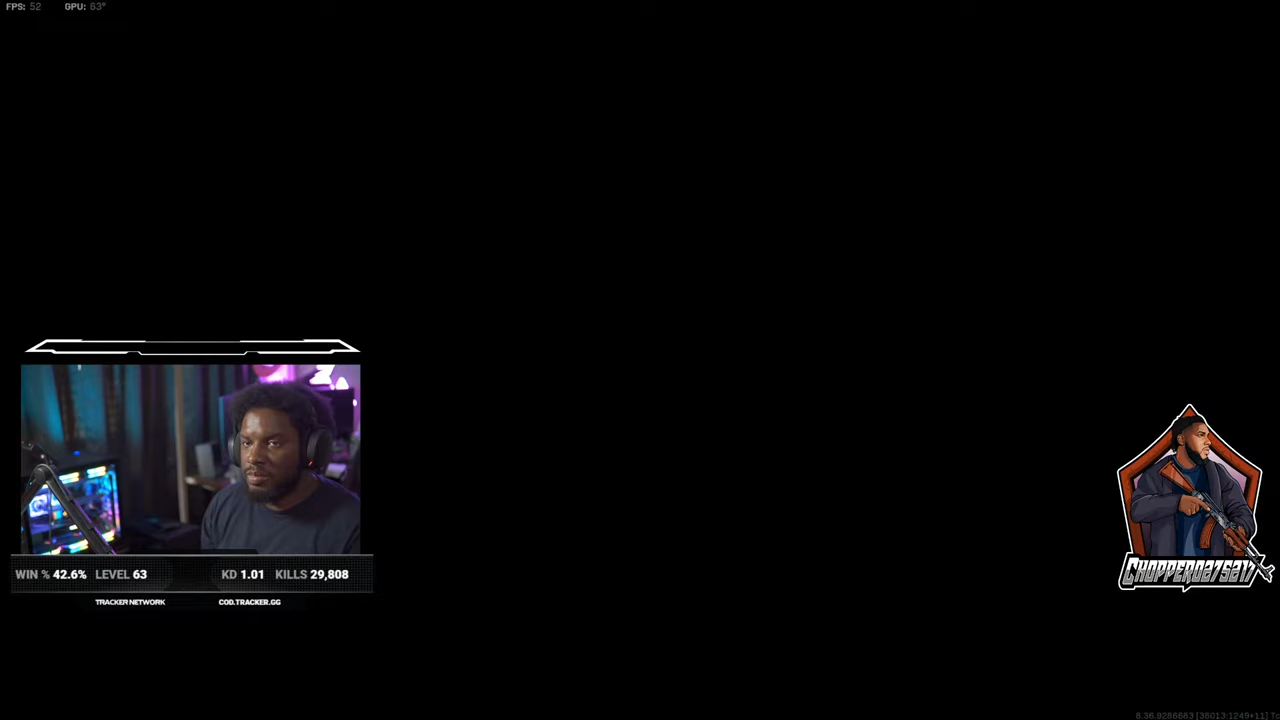 FPS: 52 GPU: 63°
WIN % 42.6% LEVEL 63 KD 1.01 KILLS 29,808
TRACKER NETWORK COD.TRACKER.GG
CHOPPER0275217